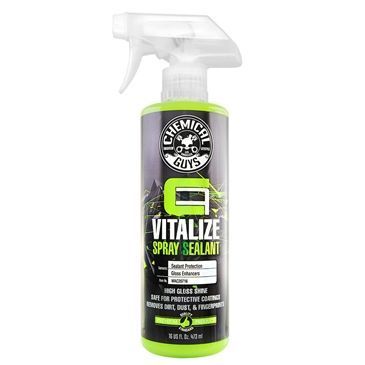 CHEMICAL
GUYS
VITALIZE
SPRAY SEALANT
Sealant Protection
Gloss Enhancers
HIGH GLOSS SHINE
SAFE FOR PROTECTIVE COATINGS
REMOVES DIRT, DUST, & FINGERPRINTS
16 US fl. Oz. 473 ml